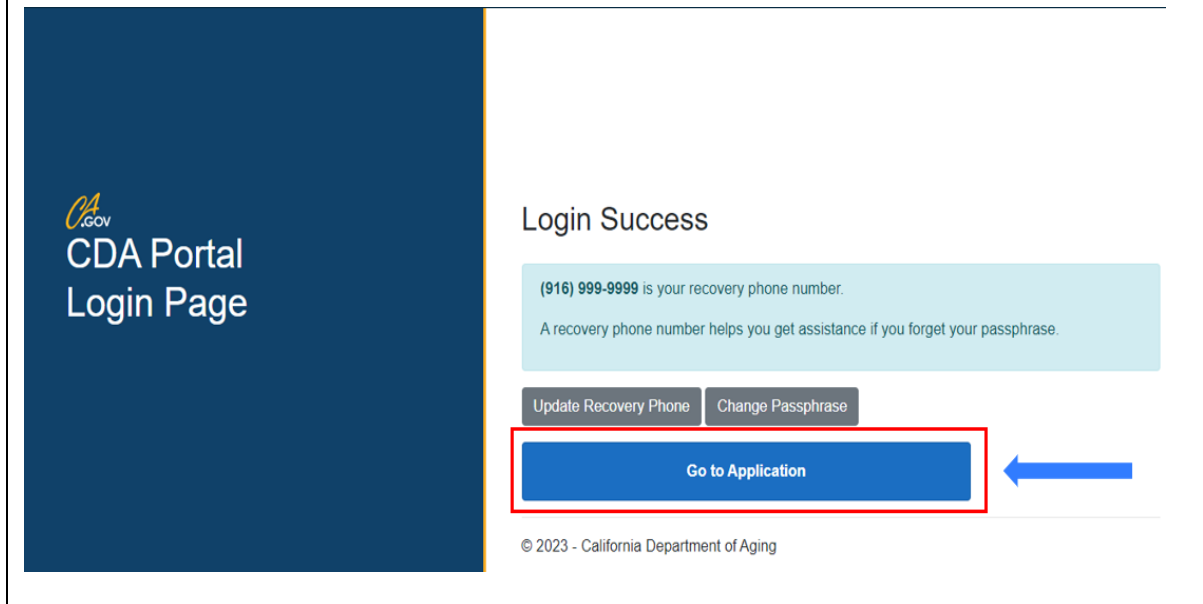 CA
.GOV
CDA Portal
Login Page
Login Success
(916) 999-9999 is your recovery phone number.
A recovery phone number helps you get assistance if you forget your passphrase.
Update Recovery Phone
Change Passphrase
Go to Application
© 2023 - California Department of Aging